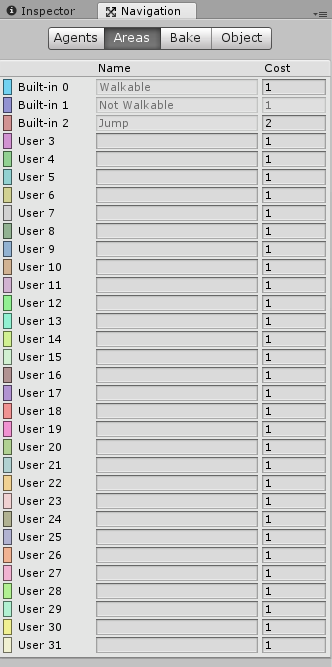 Inspector Navigation
Agents Areas Bake Object
Name Cost
Built-in 0 Walkable 1
Built-in 1 Not Walkable 1
Built-in 2 Jump 2
User 3 1
User 4 1
User 5 1
User 6 1
User 7 1
User 8 1
User 9 1
User 10 1
User 11 1
User 12 1
User 13 1
User 14 1
User 15 1
User 16 1
User 17 1
User 18 1
User 19 1
User 20 1
User 21 1
User 22 1
User 23 1
User 24 1
User 25 1
User 26 1
User 27 1
User 28 1
User 29 1
User 30 1
User 31 1